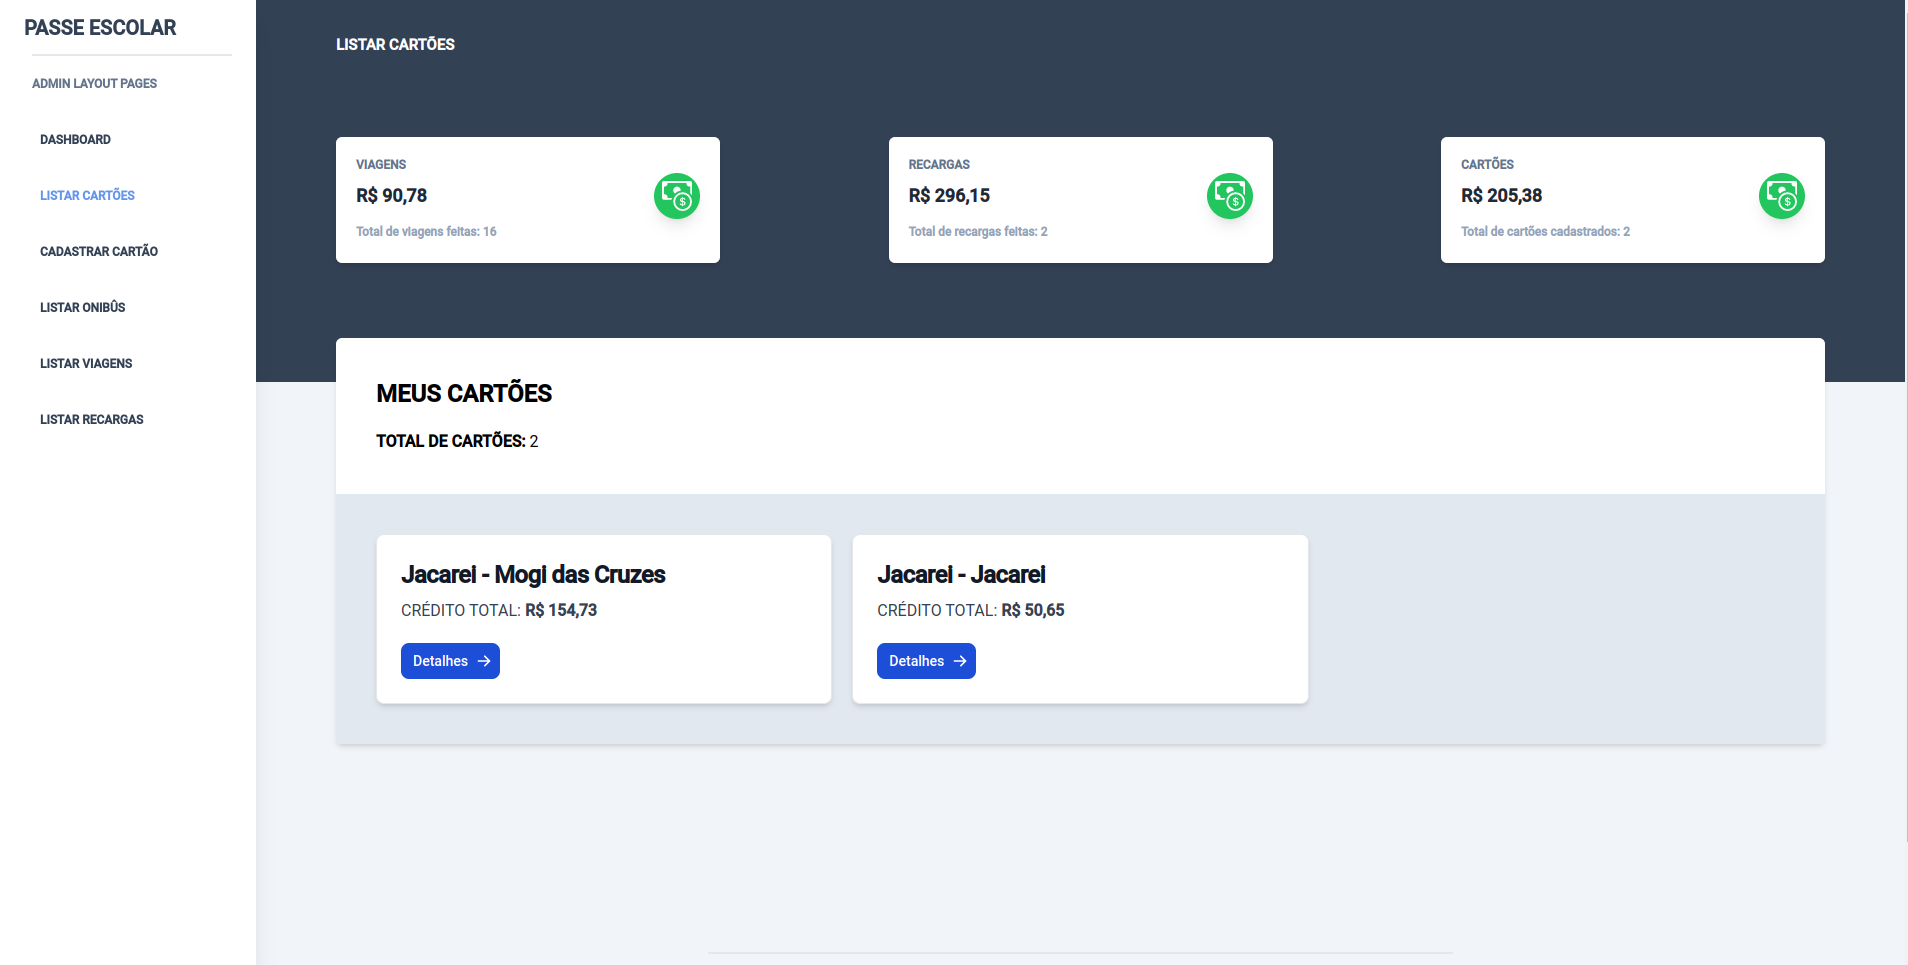 PASSE ESCOLAR
ADMIN LAYOUT PAGES
DASHBOARD
LISTAR CARTÕES
CADASTRAR CARTÃO
LISTAR ONIBÛS
LISTAR VIAGENS
LISTAR RECARGAS
LISTAR CARTÕES
VIAGENS
R$ 90,78
Total de viagens feitas: 16
RECARGAS
R$ 296,15
Total de recargas feitas: 2
CARTÕES
R$ 205,38
Total de cartões cadastrados: 2
MEUS CARTÕES
TOTAL DE CARTÕES: 2
Jacarei - Mogi das Cruzes
CRÉDITO TOTAL: R$ 154,73
Detalhes
Jacarei - Jacarei
CRÉDITO TOTAL: R$ 50,65
Detalhes